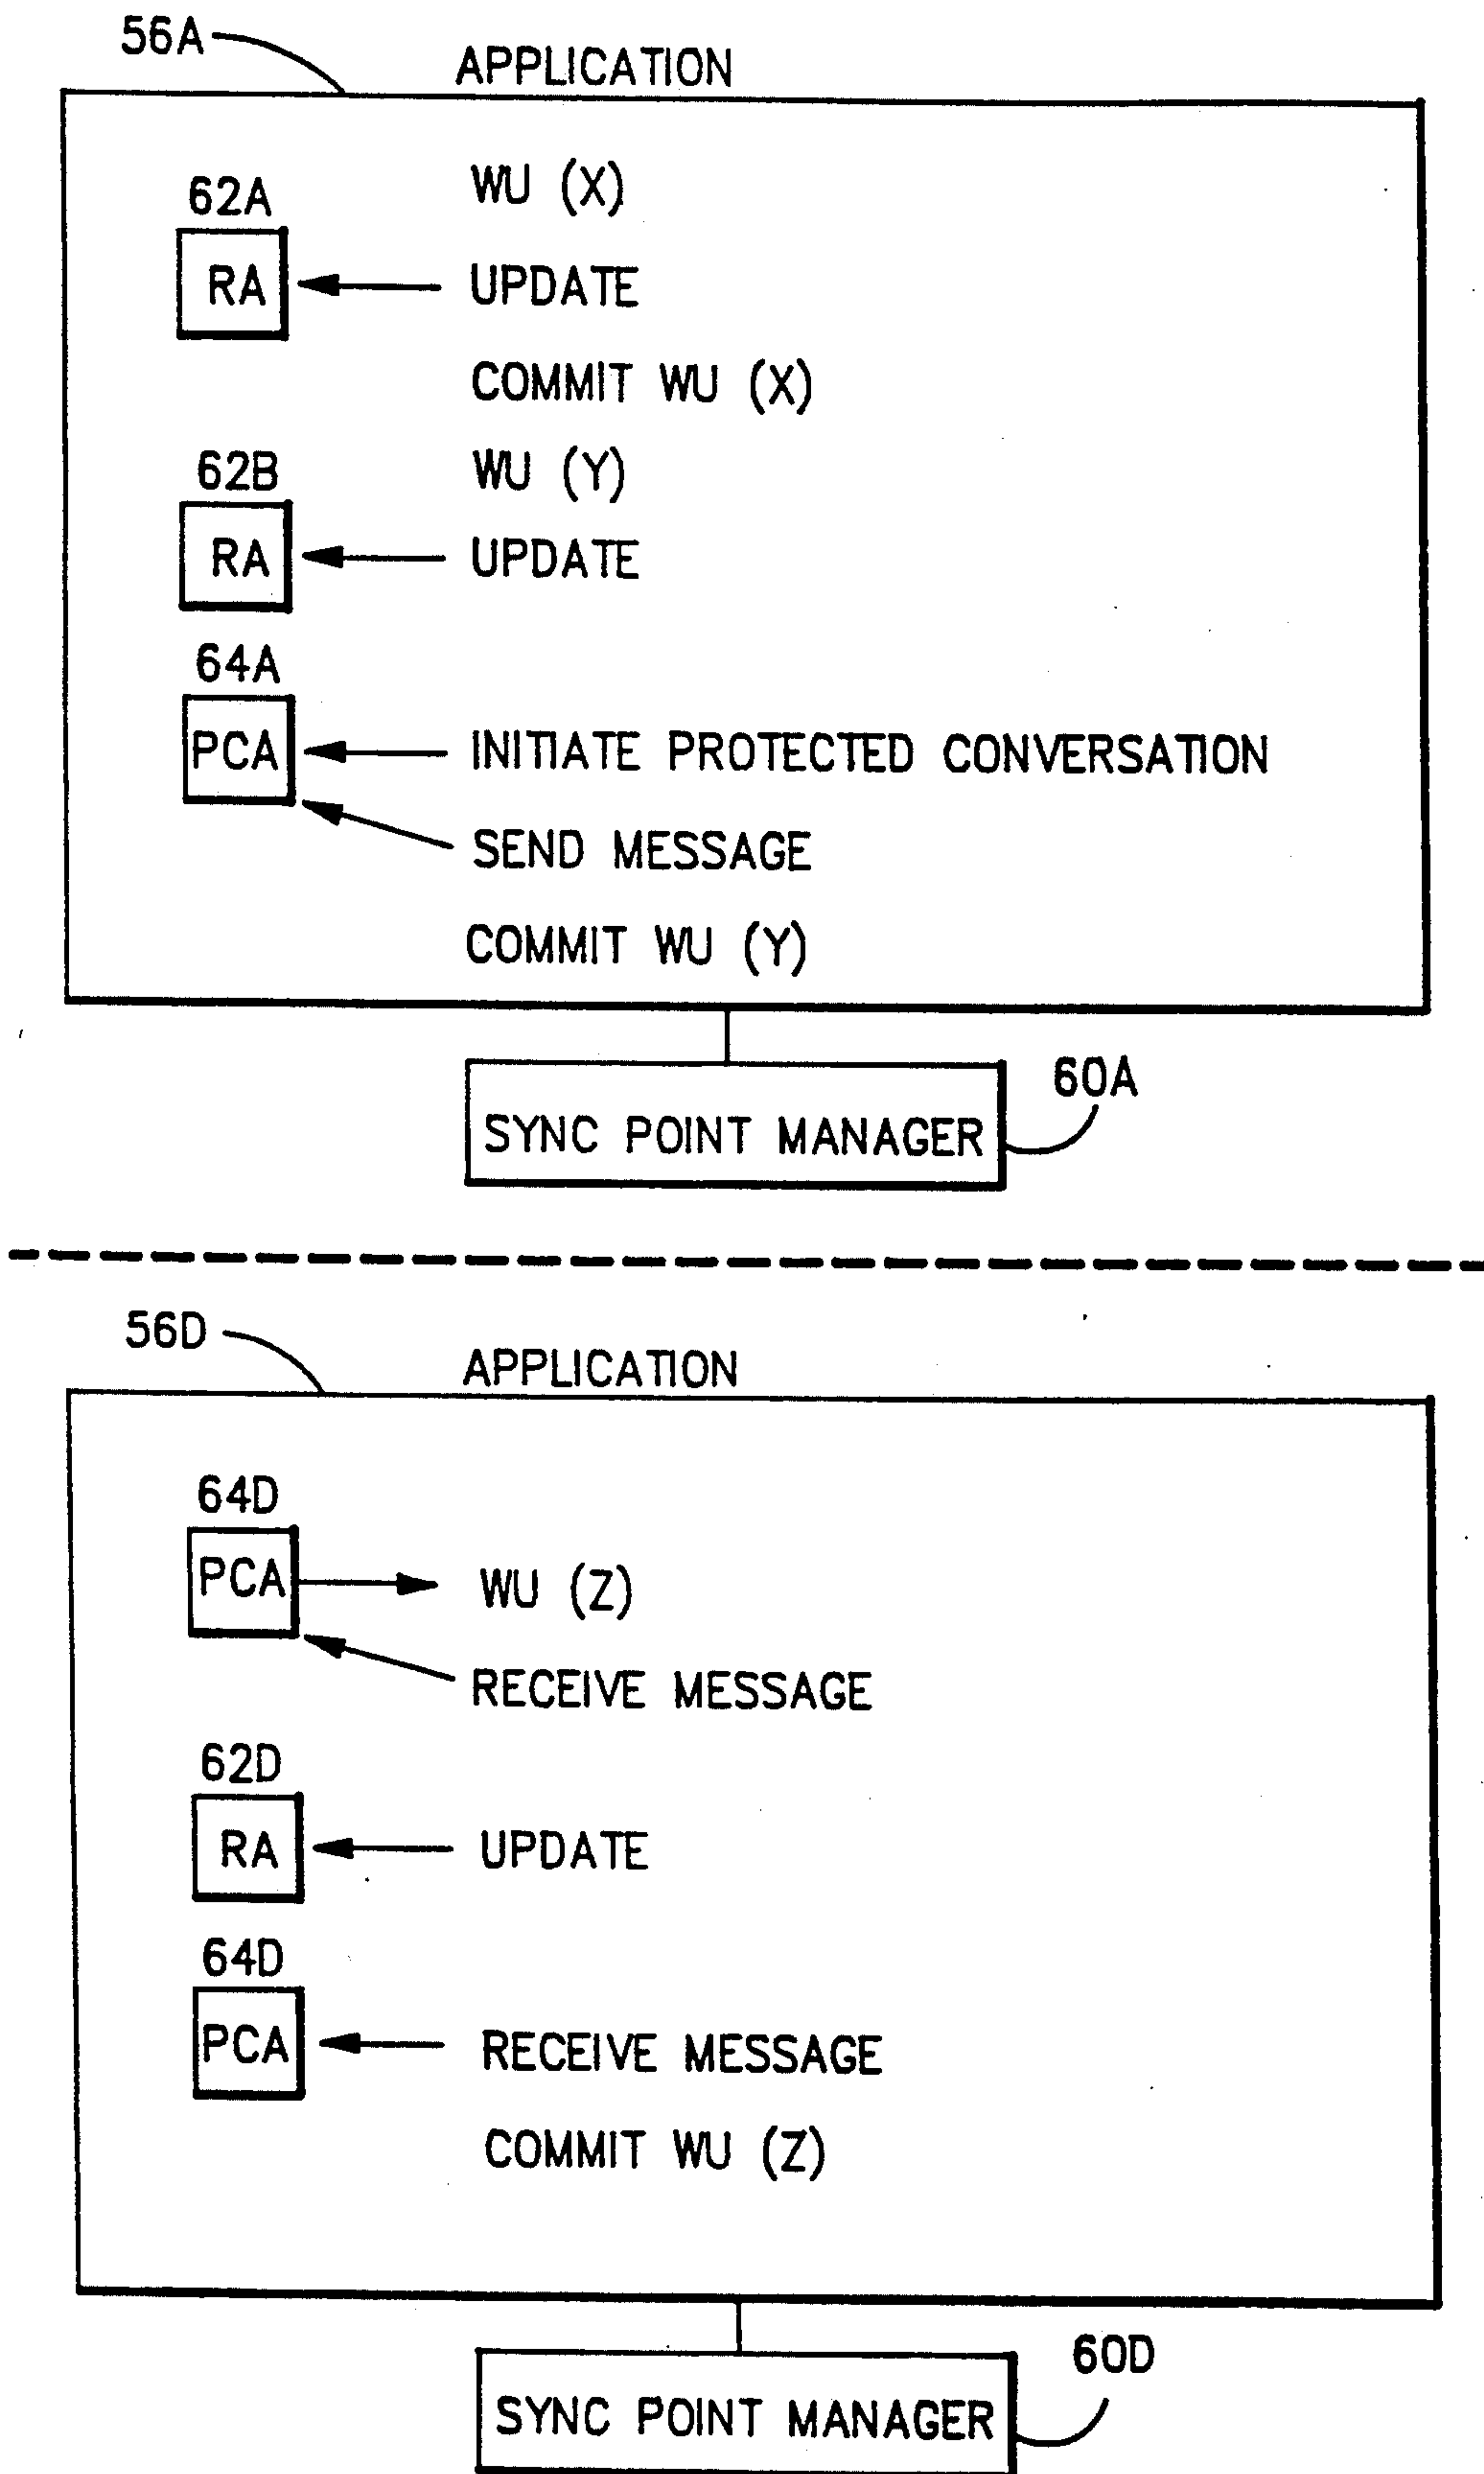 56A
APPLICATION
WU (X)
62A
RA
UPDATE
COMMIT WU (X)
62B
WU (Y)
RA
UPDATE
64A
PCA
INITIATE PROTECTED CONVERSATION
SEND MESSAGE
COMMIT WU (Y)
60A
SYNC POINT MANAGER
56D
APPLICATION
64D
PCA
WU (Z)
RECEIVE MESSAGE
62D
RA
UPDATE
64D
PCA
RECEIVE MESSAGE
COMMIT WU (Z)
60D
SYNC POINT MANAGER